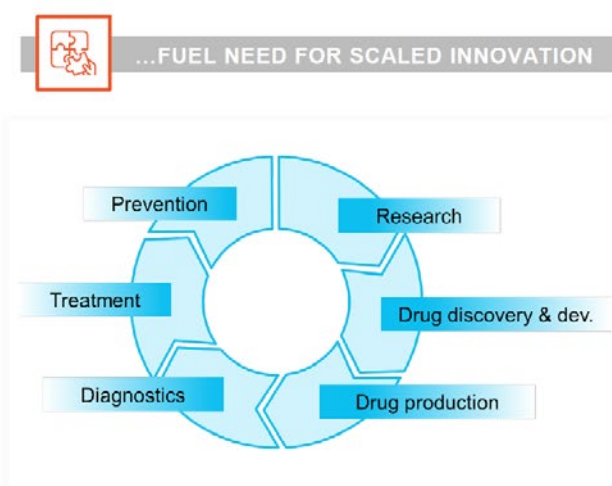 ...FUEL NEED FOR SCALED INNOVATION
Prevention
Research
Treatment
Drug discovery & dev.
Diagnostics
Drug production